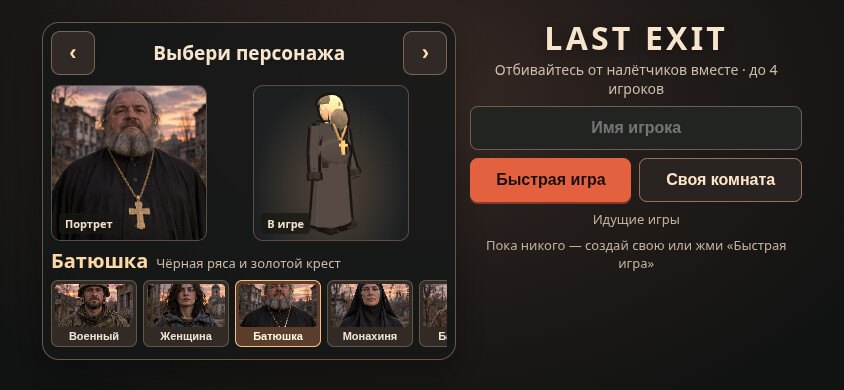 ‹
Выбери персонажа
›
Портрет
В игре
Батюшка Чёрная ряса и золотой крест
Военный
Женщина
Батюшка
Монахиня
LAST EXIT
Отбивайтесь от налётчиков вместе · до 4
игроков
Имя игрока
Быстрая игра
Своя комната
Идущие игры
Пока никого — создай свою или жми «Быстрая
игра»